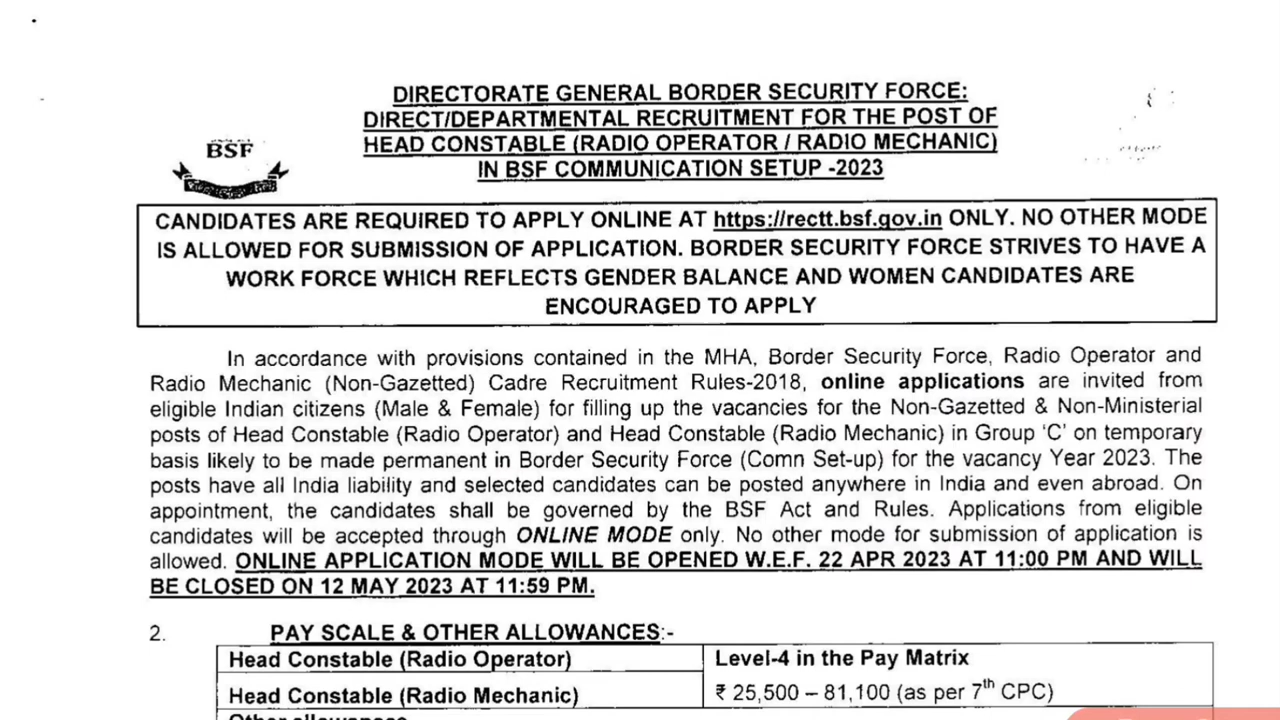 DIRECTORATE GENERAL BORDER SECURITY FORCE:
DIRECT/DEPARTMENTAL RECRUITMENT FOR THE POST OF
HEAD CONSTABLE (RADIO OPERATOR / RADIO MECHANIC)
IN BSF COMMUNICATION SETUP -2023
BSF
CANDIDATES ARE REQUIRED TO APPLY ONLINE AT https://rectt.bsf.gov.in ONLY. NO OTHER MODE
IS ALLOWED FOR SUBMISSION OF APPLICATION. BORDER SECURITY FORCE STRIVES TO HAVE A
WORK FORCE WHICH REFLECTS GENDER BALANCE AND WOMEN CANDIDATES ARE
ENCOURAGED TO APPLY
In accordance with provisions contained in the MHA, Border Security Force, Radio Operator and
Radio Mechanic (Non-Gazetted) Cadre Recruitment Rules-2018, online applications are invited from
eligible Indian citizens (Male & Female) for filling up the vacancies for the Non-Gazetted & Non-Ministerial
posts of Head Constable (Radio Operator) and Head Constable (Radio Mechanic) in Group 'C' on temporary
basis likely to be made permanent in Border Security Force (Comn Set-up) for the vacancy Year 2023. The
posts have all India liability and selected candidates can be posted anywhere in India and even abroad. On
appointment, the candidates shall be governed by the BSF Act and Rules. Applications from eligible
candidates will be accepted through ONLINE MODE only. No other mode for submission of application is
allowed. ONLINE APPLICATION MODE WILL BE OPENED W.E.F. 22 APR 2023 AT 11:00 PM AND WILL
BE CLOSED ON 12 MAY 2023 AT 11:59 PM.
2. PAY SCALE & OTHER ALLOWANCES:-
Head Constable (Radio Operator) Level-4 in the Pay Matrix
Head Constable (Radio Mechanic) ₹ 25,500 – 81,100 (as per 7th CPC)